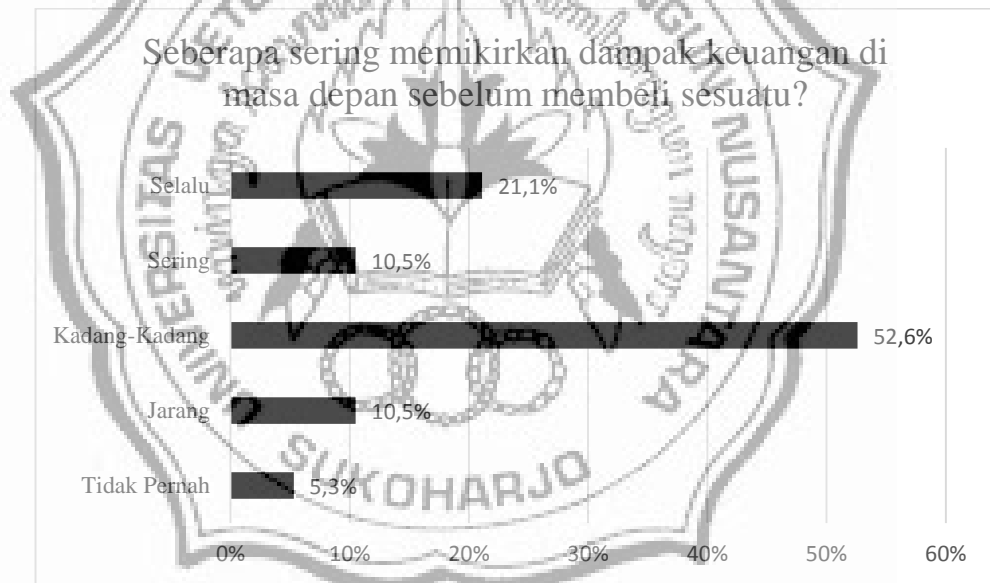 Seberapa sering memikirkan dampak keuangan di
masa depan sebelum membeli sesuatu?
Selalu 21,1%
Sering 10,5%
Kadang-Kadang 52,6%
Jarang 10,5%
Tidak Pernah 5,3%
0% 10% 20% 30% 40% 50% 60%
NUSANTARA
SUKOHARJO